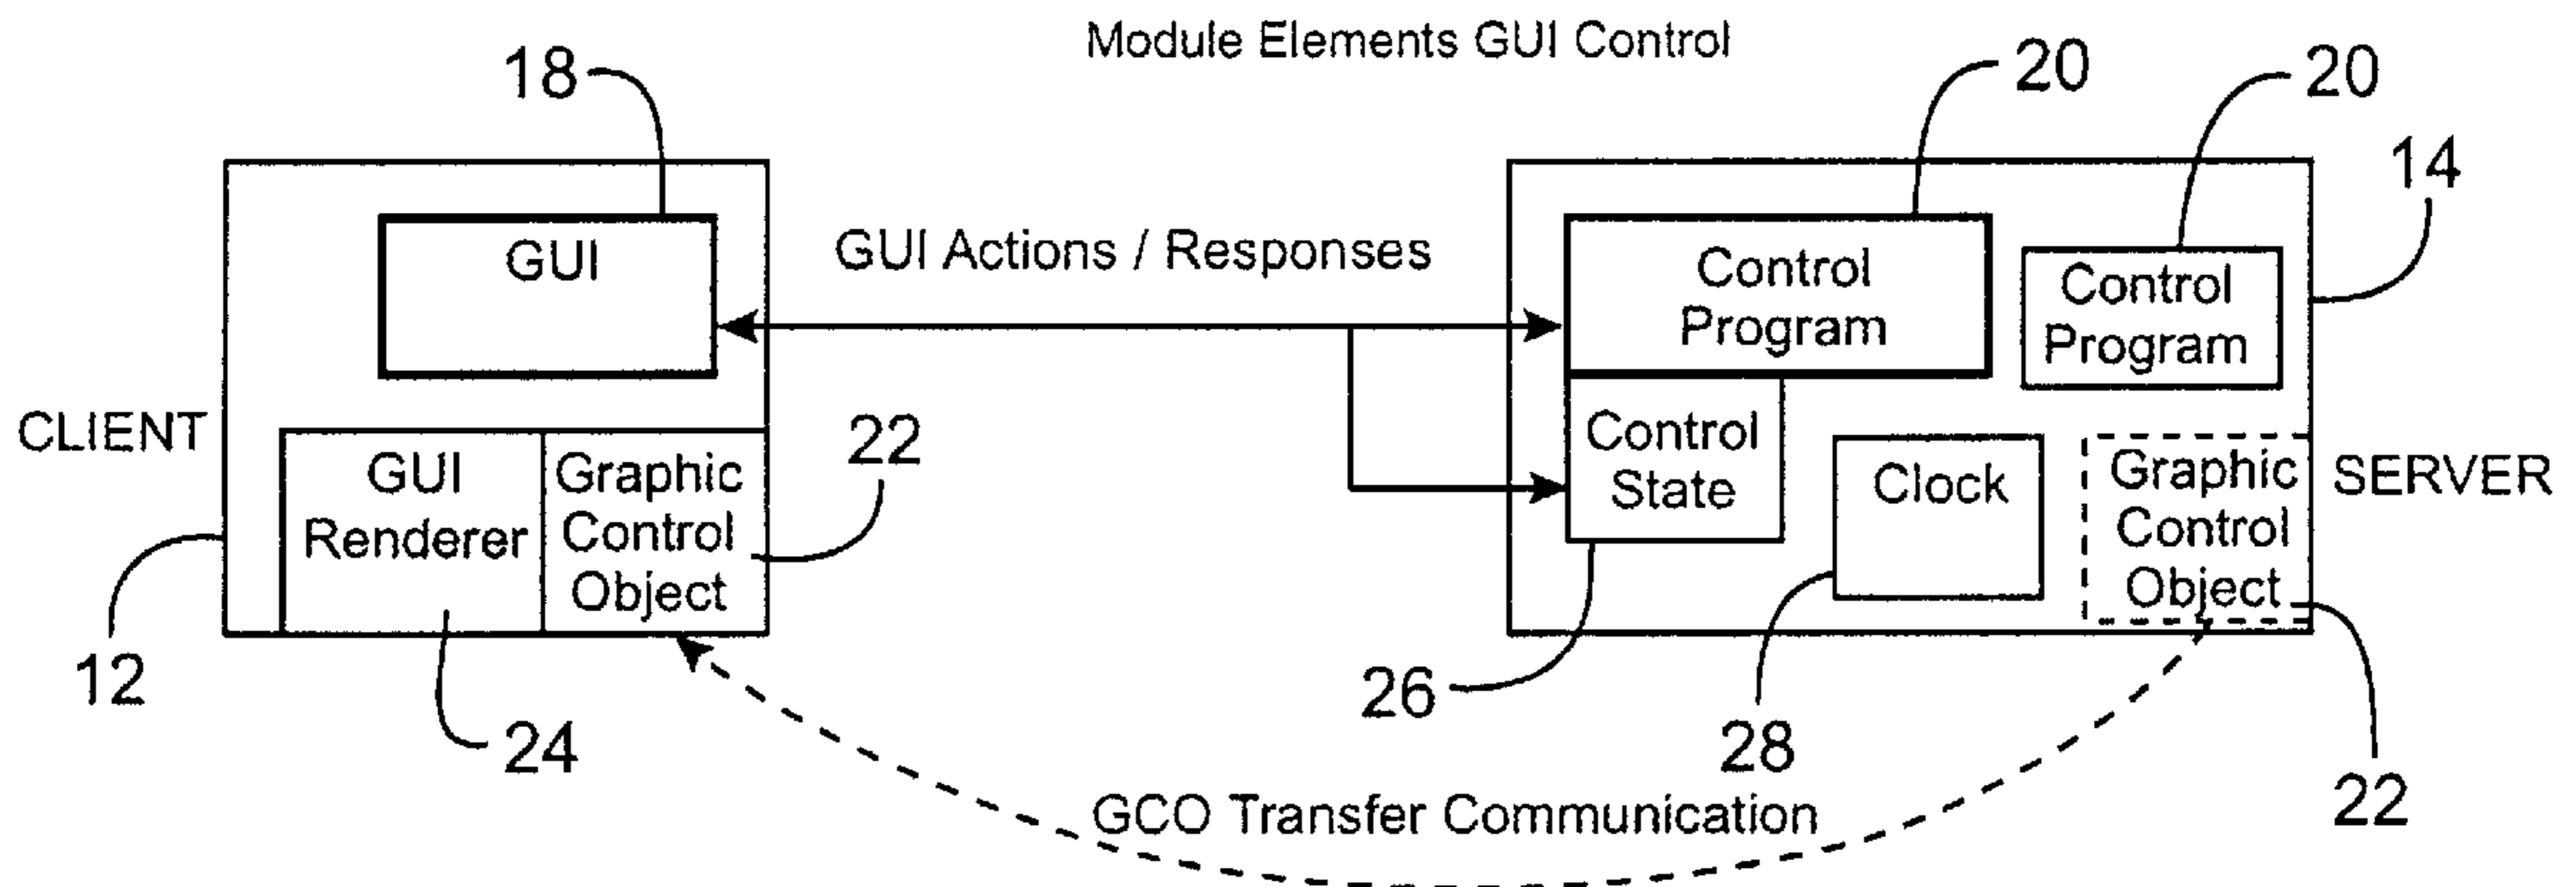 Module Elements GUI Control
18
20
20
14
GUI
GUI Actions / Responses
Control
Program
Control
Program
CLIENT
GUI
Renderer
Graphic
Control
Object
22
Control
State
Clock
Graphic
Control
Object
SERVER
12
24
26
28
22
GCO Transfer Communication